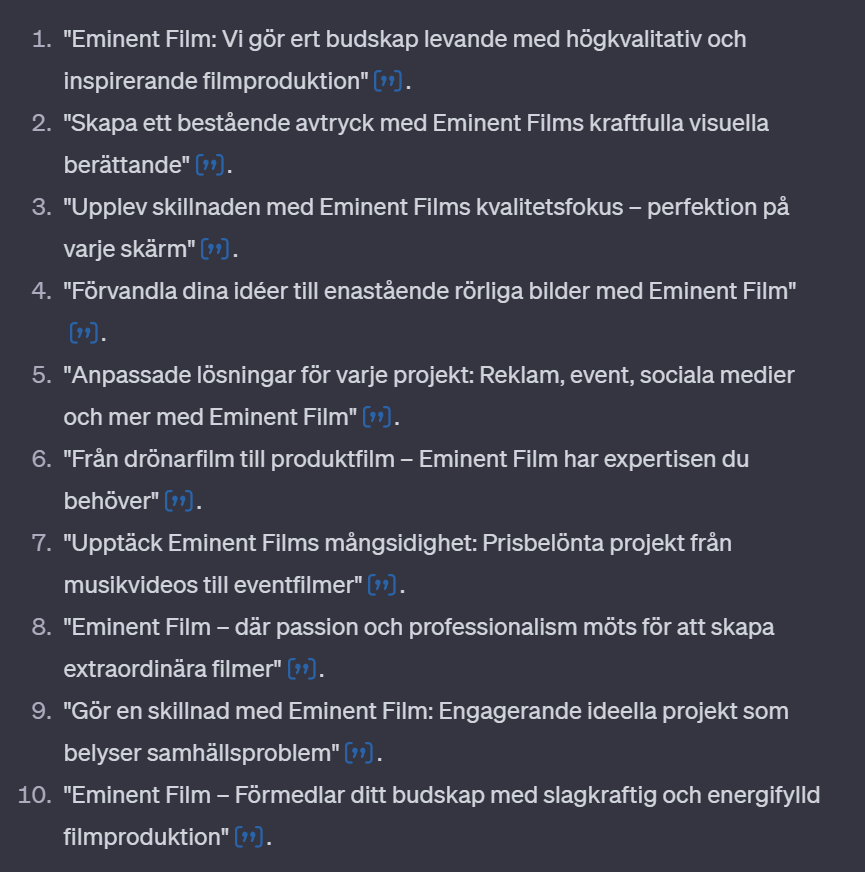 1. "Eminent Film: Vi gör ert budskap levande med högkvalitativ och
inspirerande filmproduktion" [”].
2. "Skapa ett bestående avtryck med Eminent Films kraftfulla visuella
berättande" [”].
3. "Upplev skillnaden med Eminent Films kvalitetsfokus – perfektion på
varje skärm" [”].
4. "Förvandla dina idéer till enastående rörliga bilder med Eminent Film"
[”].
5. "Anpassade lösningar för varje projekt: Reklam, event, sociala medier
och mer med Eminent Film" [”].
6. "Från drönarfilm till produktfilm – Eminent Film har expertisen du
behöver" [”].
7. "Upptäck Eminent Films mångsidighet: Prisbelönta projekt från
musikvideos till eventfilmer" [”].
8. "Eminent Film – där passion och professionalism möts för att skapa
extraordinära filmer" [”].
9. "Gör en skillnad med Eminent Film: Engagerande ideella projekt som
belyser samhällsproblem" [”].
10. "Eminent Film – Förmedlar ditt budskap med slagkraftig och energifylld
filmproduktion" [”].